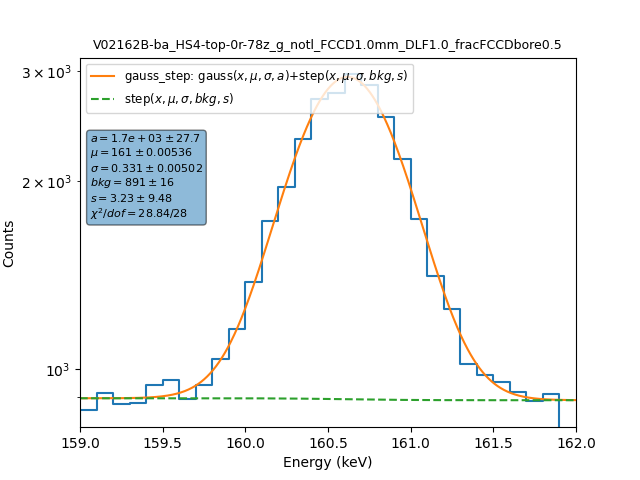 V02162B-ba_HS4-top-0r-78z_g_notl_FCCD1.0mm_DLF1.0_fracFCCDbore0.5
gauss_step: gauss(x, μ, σ, a)+step(x, μ, σ, bkg, s)
step(x, μ, σ, bkg, s)
a = 1.7e + 03 ± 27.7
μ = 161 ± 0.00536
σ = 0.331 ± 0.00502
bkg = 891 ± 16
s = 3.23 ± 9.48
χ²/dof = 28.84/28
3 × 10³
2 × 10³
10³
Counts
159.0 159.5 160.0 160.5 161.0 161.5 162.0
Energy (keV)